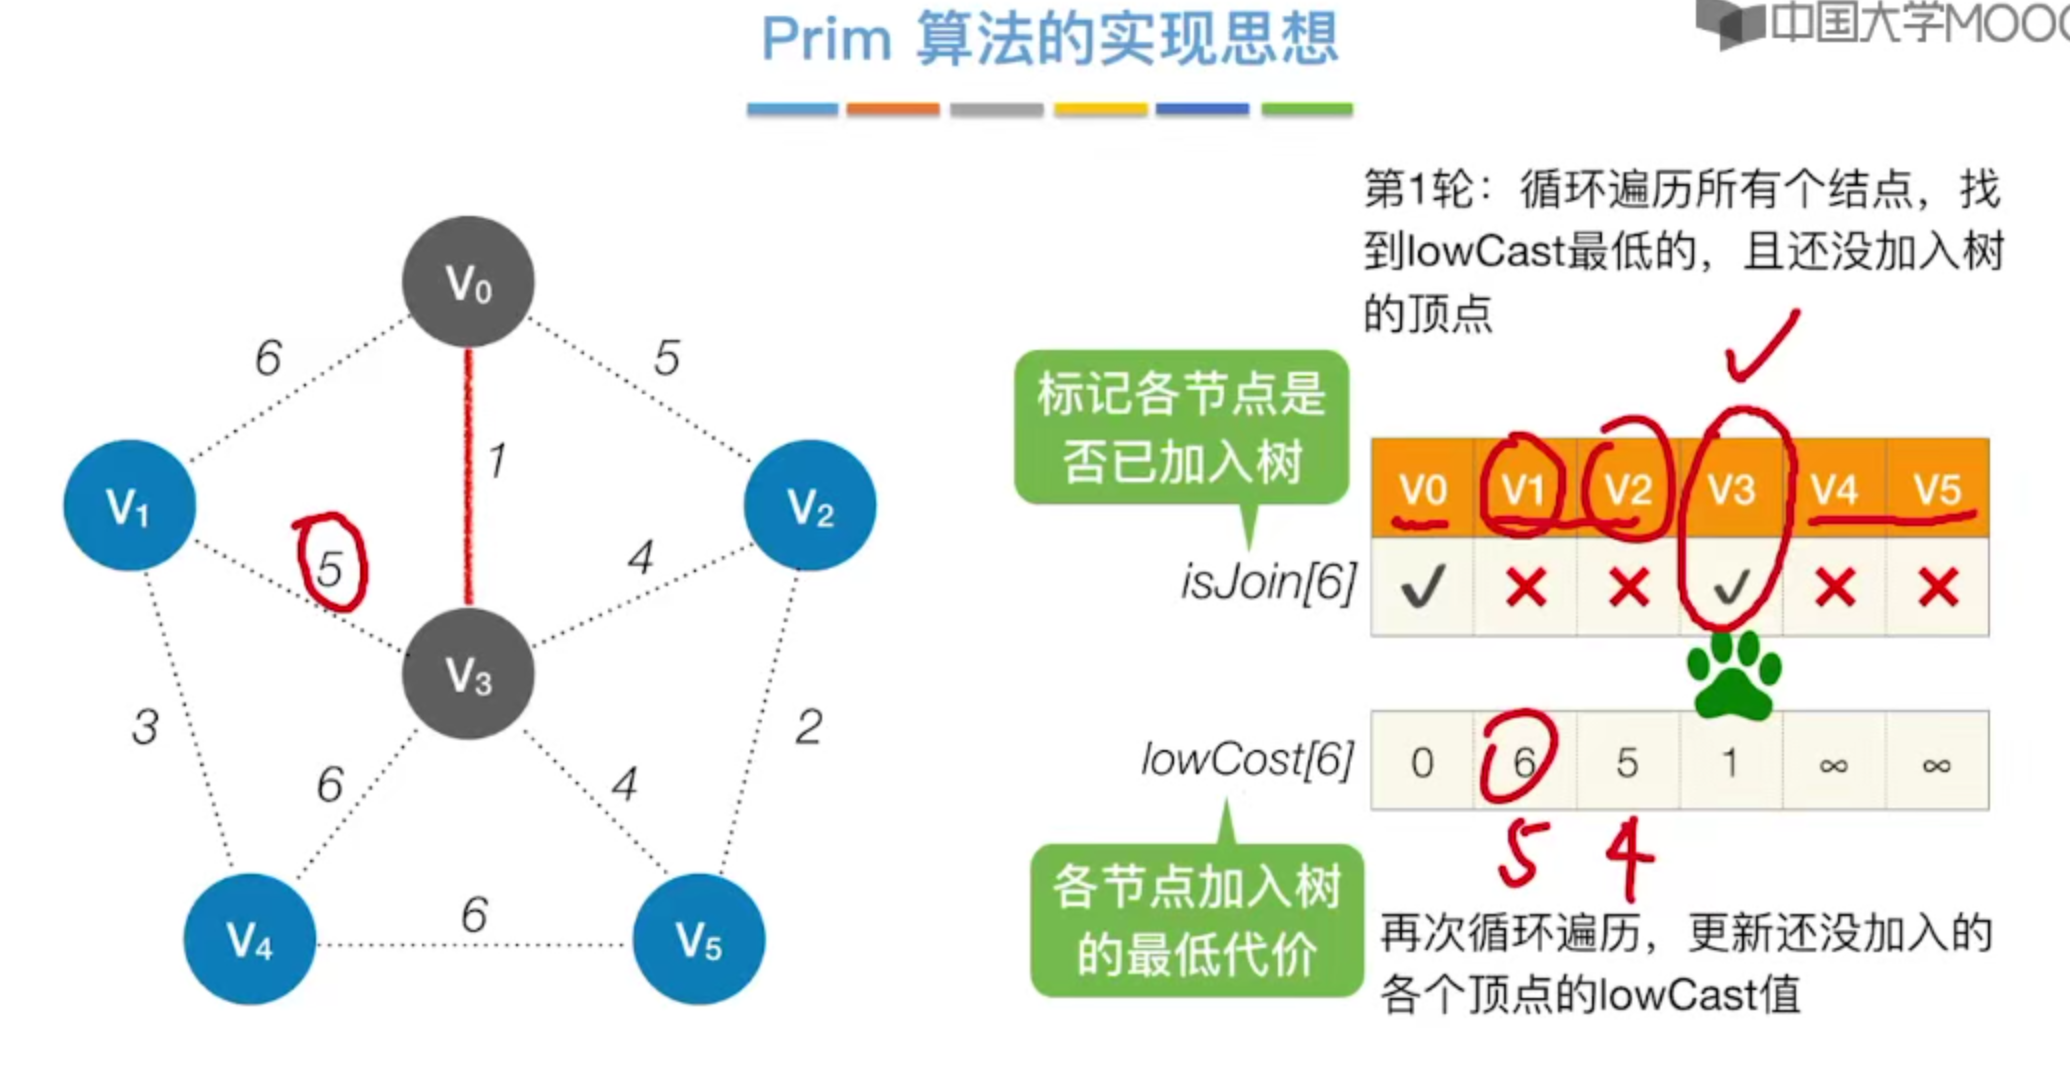 Prim 算法的实现思想
中国大学MOOC
第1轮：循环遍历所有个结点，找
到lowCast最低的，且还没加入树
的顶点
V0
6
5
1
V1
V2
5
4
V3
3
2
6
4
V4
6
V5
标记各节点是
否已加入树
V0 V1 V2 V3 V4 V5
isJoin[6] ✓ ✕ ✕ ✓ ✕ ✕
lowCost[6] 0 6 5 1 ∞ ∞
5 4
各节点加入树
的最低代价
再次循环遍历，更新还没加入的
各个顶点的lowCast值